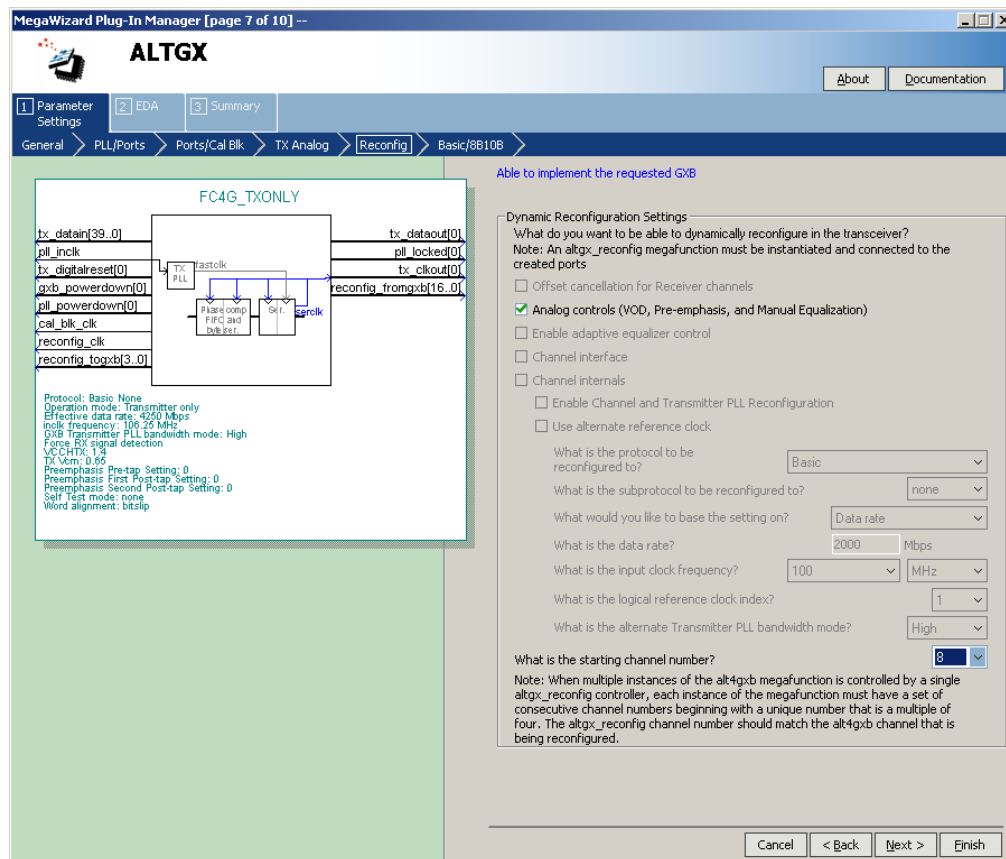 MegaWizard Plug-In Manager [page 7 of 10] --
ALTGX
About
Documentation
1 Parameter Settings
2 EDA
3 Summary
General
PLL/Ports
Ports/Cal Blk
TX Analog
Reconfig
Basic/8B10B
FC4G_TXONLY
tx_datain[39..0]
pll_inclk
tx_digitalreset[0]
gxb_powerdown[0]
pll_powerdown[0]
cal_blk_clk
reconfig_clk
reconfig_togxb[3..0]
TX
PLL
fastclk
Phase comp
FIFO and
byte ser.
Ser.
serclk
tx_dataout[0]
pll_locked[0]
tx_clkout[0]
reconfig_fromgxb[16..0]
Protocol: Basic None
Operation mode: Transmitter only
Effective data rate: 4250 Mbps
inclk frequency: 106.25 MHz
GXB Transmitter PLL bandwidth mode: High
Force RX signal detection
VCCHTX: 1.4
TX Vcm: 0.65
Preemphasis Pre-tap Setting: 0
Preemphasis First Post-tap Setting: 0
Preemphasis Second Post-tap Setting: 0
Self Test mode: none
Word alignment: bitslip
Able to implement the requested GXB
Dynamic Reconfiguration Settings
What do you want to be able to dynamically reconfigure in the transceiver?
Note: An altgx_reconfig megafunction must be instantiated and connected to the
created ports
Offset cancellation for Receiver channels
Analog controls (VOD, Pre-emphasis, and Manual Equalization)
Enable adaptive equalizer control
Channel interface
Channel internals
Enable Channel and Transmitter PLL Reconfiguration
Use alternate reference clock
What is the protocol to be
reconfigured to?
Basic
What is the subprotocol to be reconfigured to?
none
What would you like to base the setting on?
Data rate
What is the data rate?
2000
Mbps
What is the input clock frequency?
100
MHz
What is the logical reference clock index?
1
What is the alternate Transmitter PLL bandwidth mode?
High
What is the starting channel number?
8
Note: When multiple instances of the alt4gxb megafunction is controlled by a single
altgx_reconfig controller, each instance of the megafunction must have a set of
consecutive channel numbers beginning with a unique number that is a multiple of
four. The altgx_reconfig channel number should match the alt4gxb channel that is
being reconfigured.
Cancel
< Back
Next >
Finish